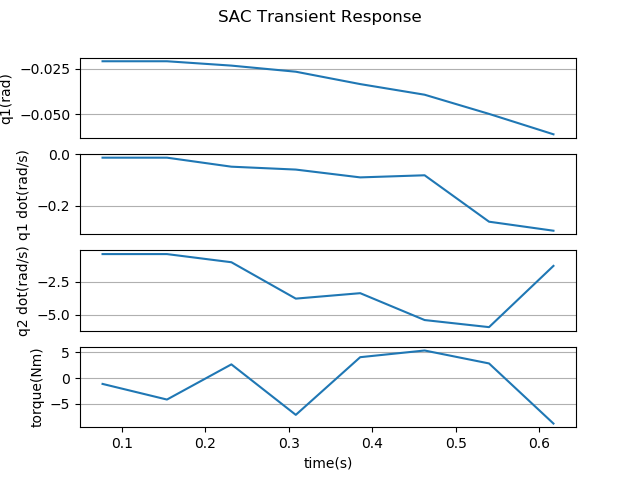 SAC Transient Response
q1(rad)
−0.025
−0.050
q1 dot(rad/s)
0.0
−0.2
q2 dot(rad/s)
−2.5
−5.0
torque(Nm)
5
0
−5
0.1 0.2 0.3 0.4 0.5 0.6
time(s)